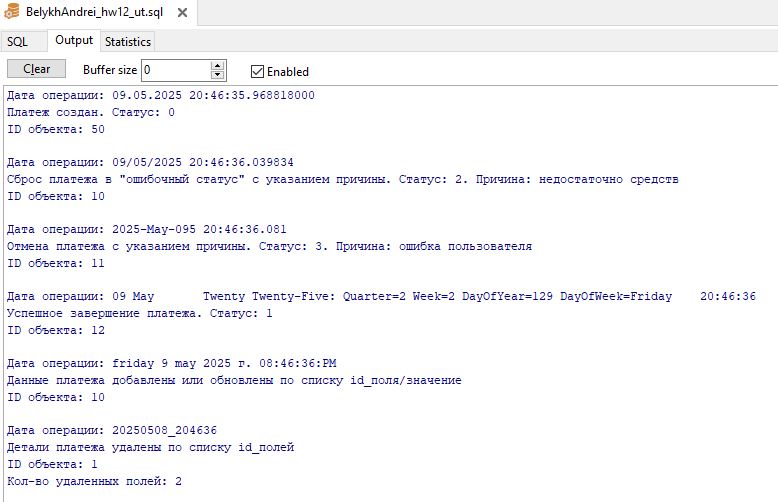 BelykhAndrei_hw12_ut.sql
SQL Output Statistics
Clear Buffer size 0 Enabled
Дата операции: 09.05.2025 20:46:35.968818000
Платеж создан. Статус: 0
ID объекта: 50
Дата операции: 09/05/2025 20:46:36.039834
Сброс платежа в "ошибочный статус" с указанием причины. Статус: 2. Причина: недостаточно средств
ID объекта: 10
Дата операции: 2025-May-095 20:46:36.081
Отмена платежа с указанием причины. Статус: 3. Причина: ошибка пользователя
ID объекта: 11
Дата операции: 09 May Twenty Twenty-Five: Quarter=2 Week=2 DayOfYear=129 DayOfWeek=Friday 20:46:36
Успешное завершение платежа. Статус: 1
ID объекта: 12
Дата операции: friday 9 may 2025 г. 08:46:36:PM
Данные платежа добавлены или обновлены по списку id_поля/значение
ID объекта: 10
Дата операции: 20250508_204636
Детали платежа удалены по списку id_полей
ID объекта: 1
Кол-во удаленных полей: 2